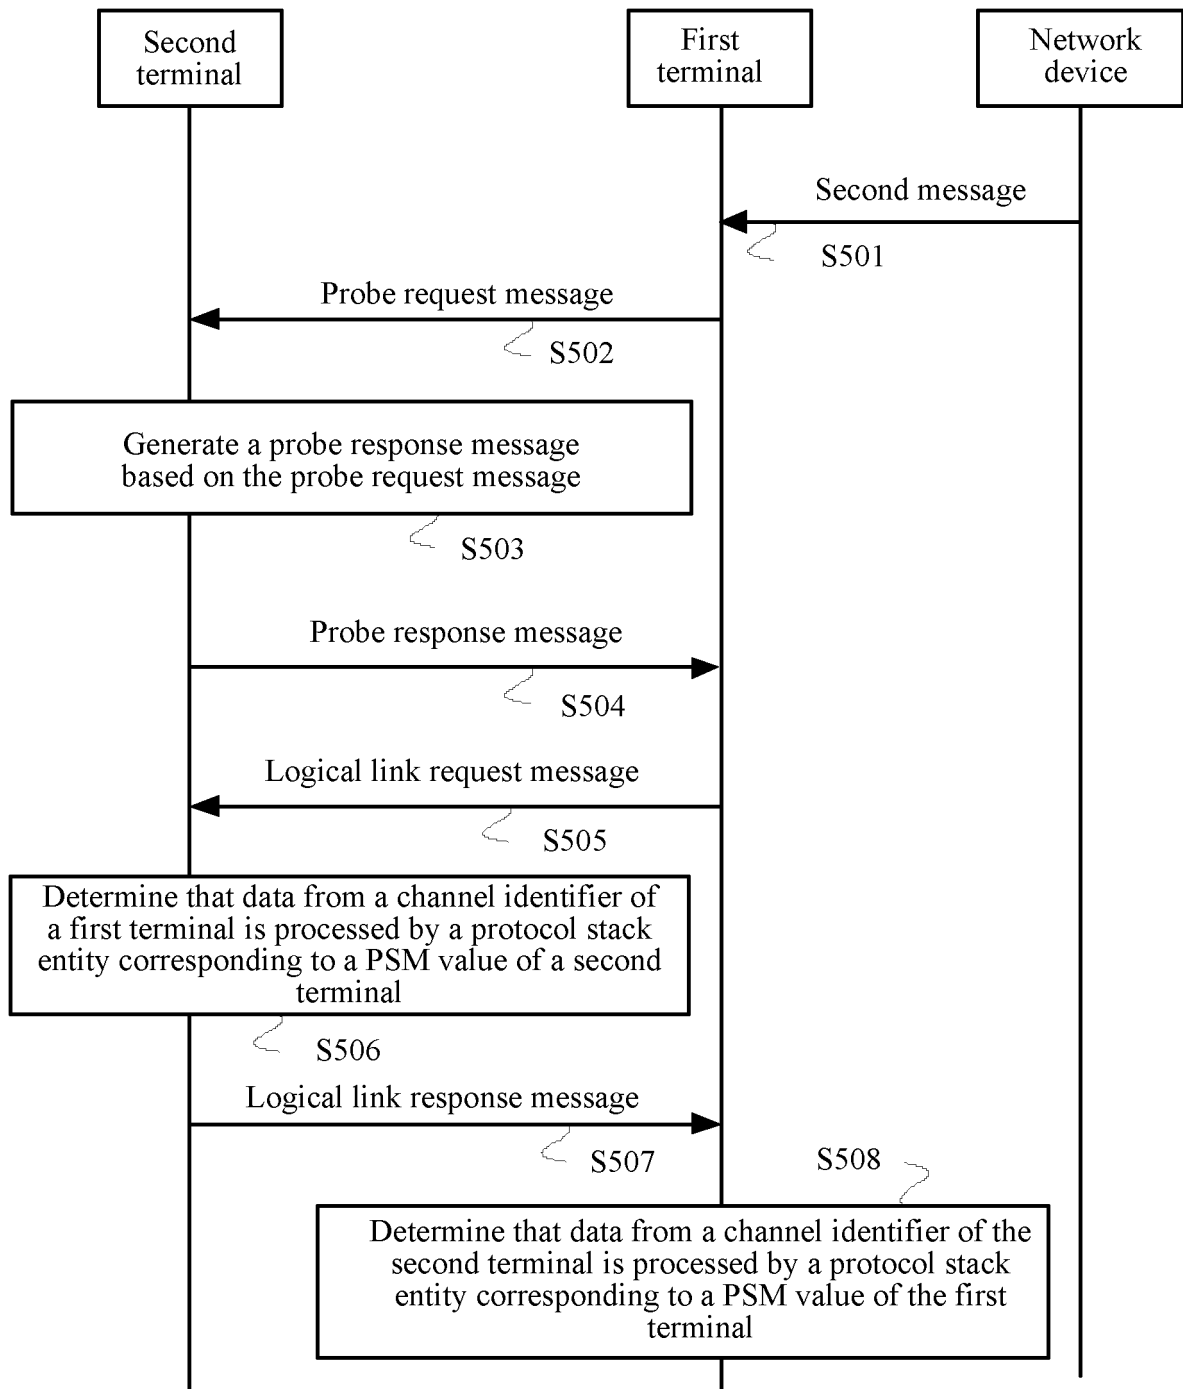 Second
terminal
First
terminal
Network
device
Second message
S501
Probe request message
S502
Generate a probe response message
based on the probe request message
S503
Probe response message
S504
Logical link request message
S505
Determine that data from a channel identifier of
a first terminal is processed by a protocol stack
entity corresponding to a PSM value of a second
terminal
S506
Logical link response message
S507
S508
Determine that data from a channel identifier of the
second terminal is processed by a protocol stack
entity corresponding to a PSM value of the first
terminal